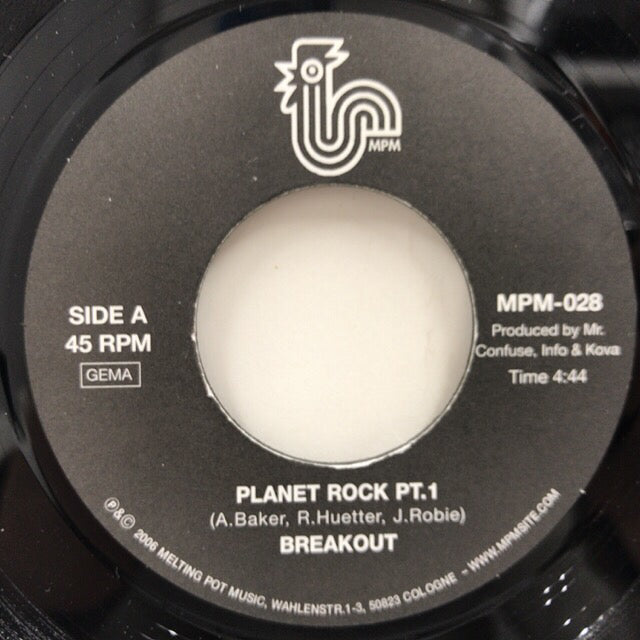 MPM
SIDE A
45 RPM
GEMA
MPM-028
Produced by Mr.
Confuse, Info & Kova
Time 4:44
PLANET ROCK PT.1
(A.Baker, R.Huetter, J.Robie)
BREAKOUT
℗&© 2006 MELTING POT MUSIC, WAHLENSTR.1-3, 50823 COLOGNE - WWW.MPMSITE.COM